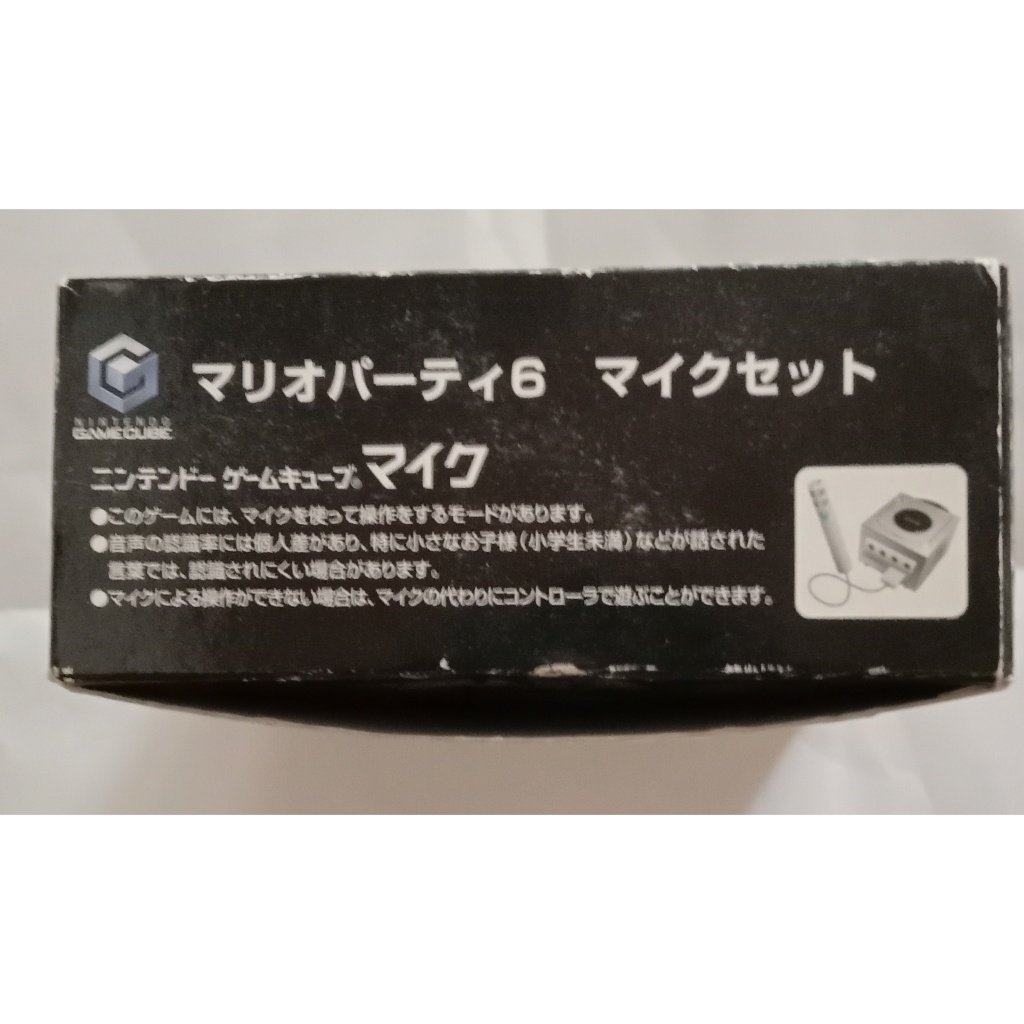 マリオパーティ6 マイクセット
NINTENDO
GAMECUBE
ニンテンドー ゲームキューブ® マイク
●このゲームには、マイクを使って操作をするモードがあります。
●音声の認識率には個人差があり、特に小さなお子様(小学生未満)などが話された
言葉では、認識されにくい場合があります。
●マイクによる操作ができない場合は、マイクの代わりにコントローラで遊ぶことができます。